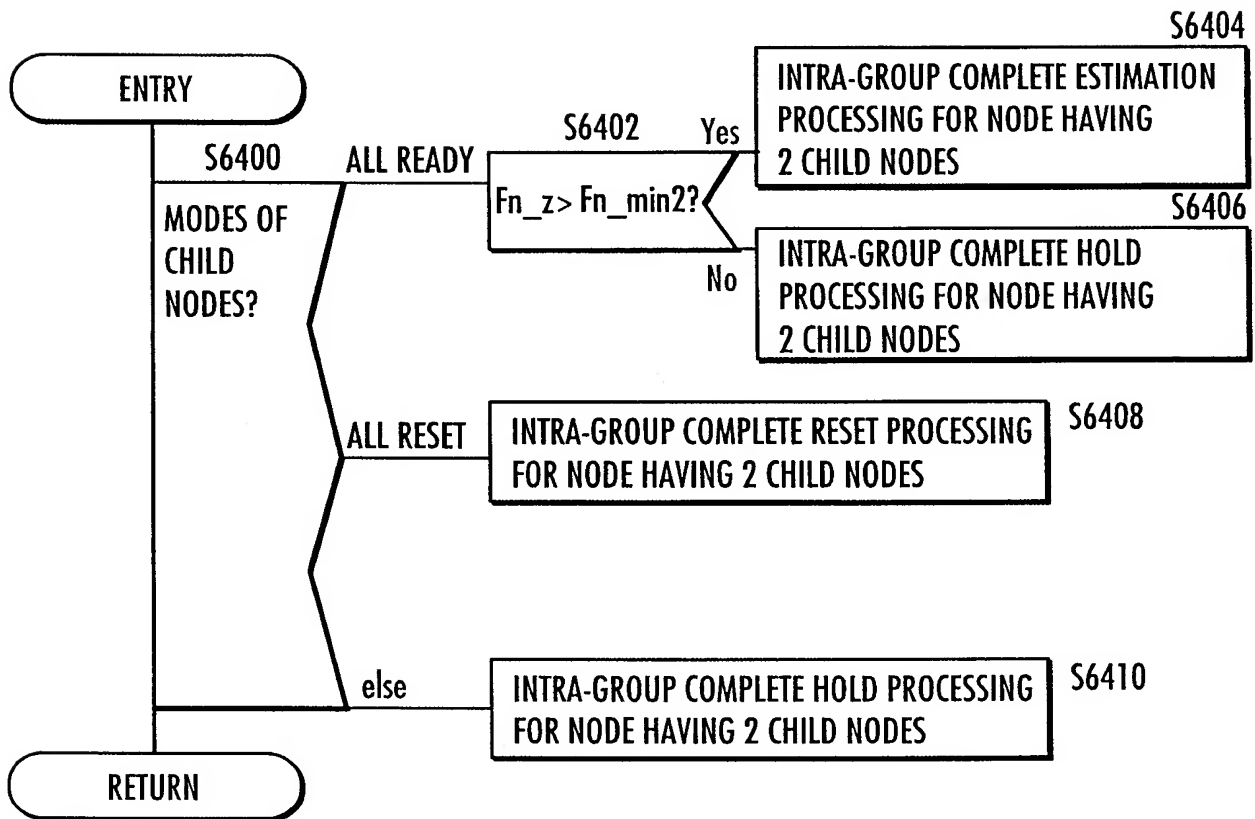 S6404
ENTRY
INTRA-GROUP COMPLETE ESTIMATION
PROCESSING FOR NODE HAVING
2 CHILD NODES
S6402
Yes
S6400
ALL READY
Fn_z> Fn_min2?
S6406
MODES OF
CHILD
NODES?
No
INTRA-GROUP COMPLETE HOLD
PROCESSING FOR NODE HAVING
2 CHILD NODES
ALL RESET
INTRA-GROUP COMPLETE RESET PROCESSING
FOR NODE HAVING 2 CHILD NODES
S6408
else
INTRA-GROUP COMPLETE HOLD PROCESSING
FOR NODE HAVING 2 CHILD NODES
S6410
RETURN